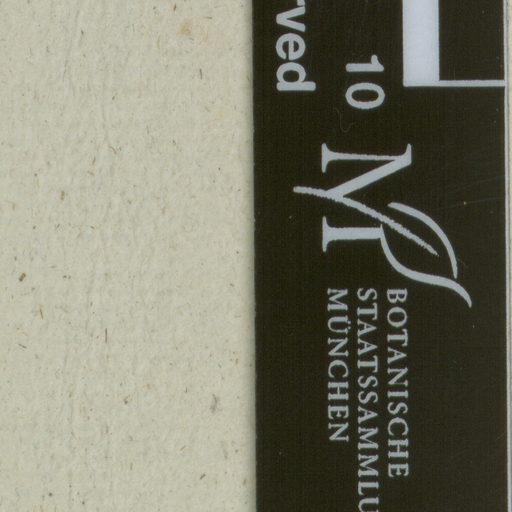 rved
10
M
BOTANISCHE
STAATSSAMMLU
MÜNCHEN